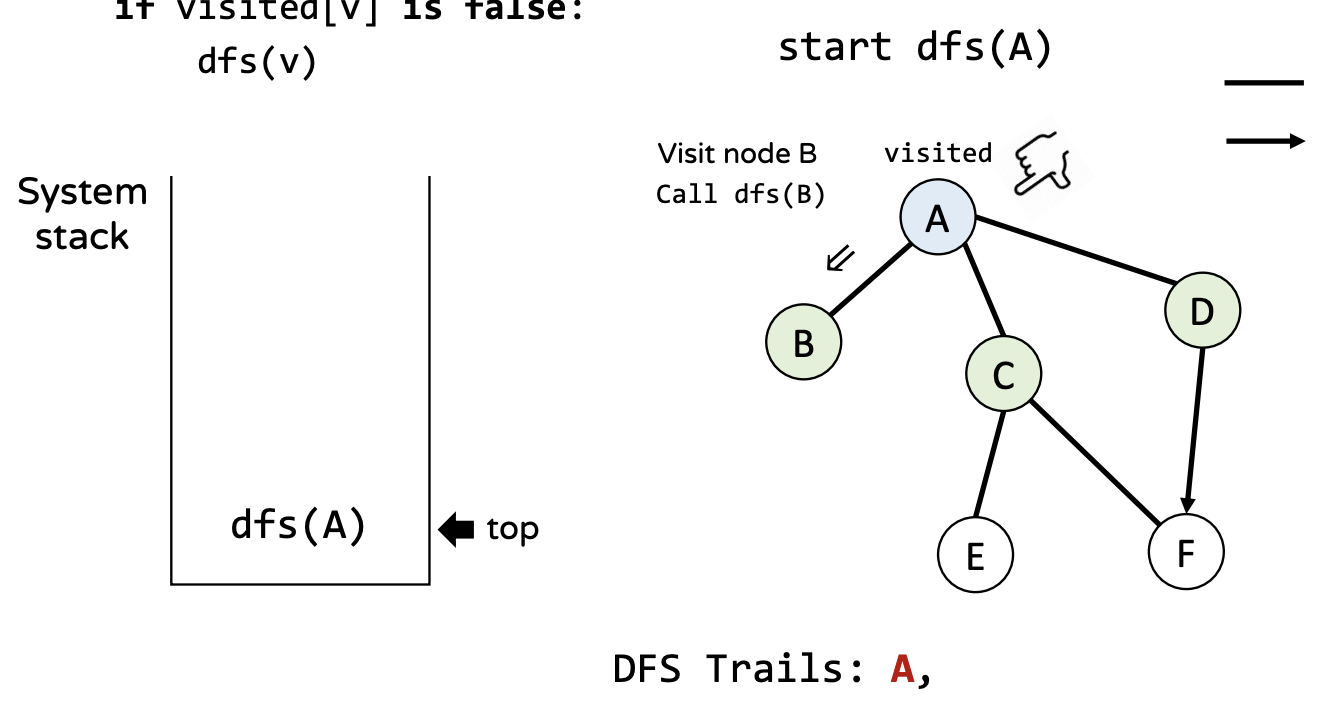 if visited[v] is false:
dfs(v)
start dfs(A)
System
stack
Visit node B
Call dfs(B)
visited
A
B
C
D
E
F
dfs(A)
top
DFS Trails: A,